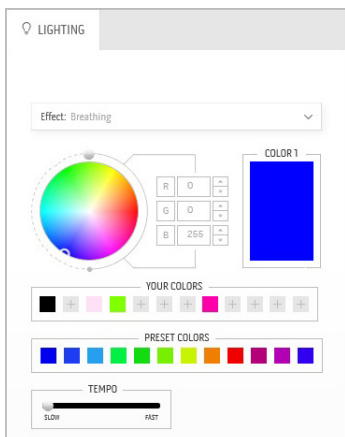 LIGHTING
Effect: Breathing
COLOR 1
R 0
G 0
B 255
YOUR COLORS
PRESET COLORS
TEMPO
SLOW FAST